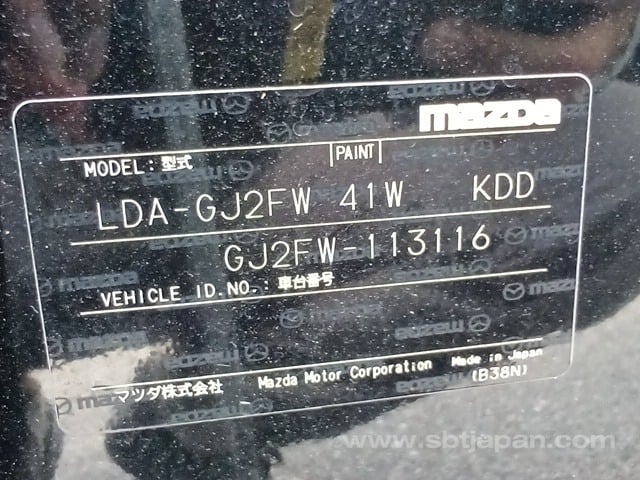 mazda
MODEL: 型式 PAINT
LDA-GJ2FW 41W KDD
GJ2FW-113116
VEHICLE ID.NO.: 車台番号
マツダ株式会社 Mazda Motor Corporation Made in Japan
(B38N)
www.sbtjapan.com